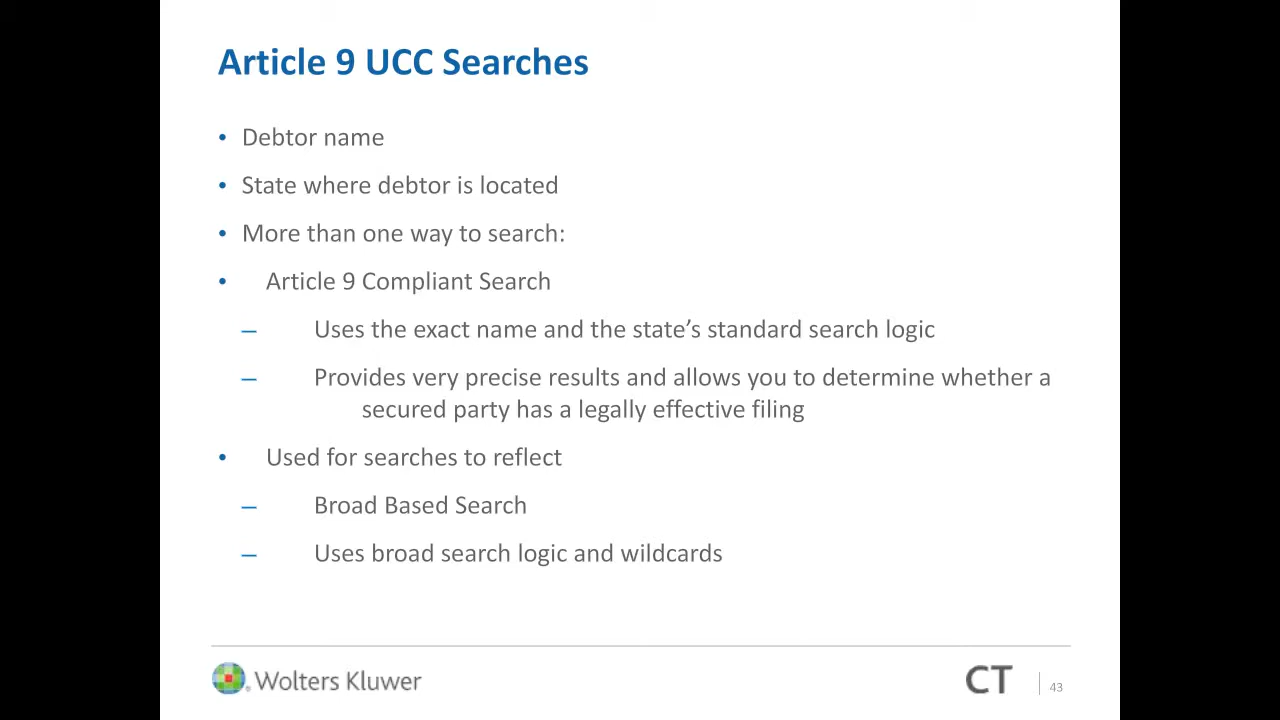 Article 9 UCC Searches
• Debtor name
• State where debtor is located
• More than one way to search:
• Article 9 Compliant Search
– Uses the exact name and the state’s standard search logic
– Provides very precise results and allows you to determine whether a
secured party has a legally effective filing
• Used for searches to reflect
– Broad Based Search
– Uses broad search logic and wildcards
Wolters Kluwer
CT
43